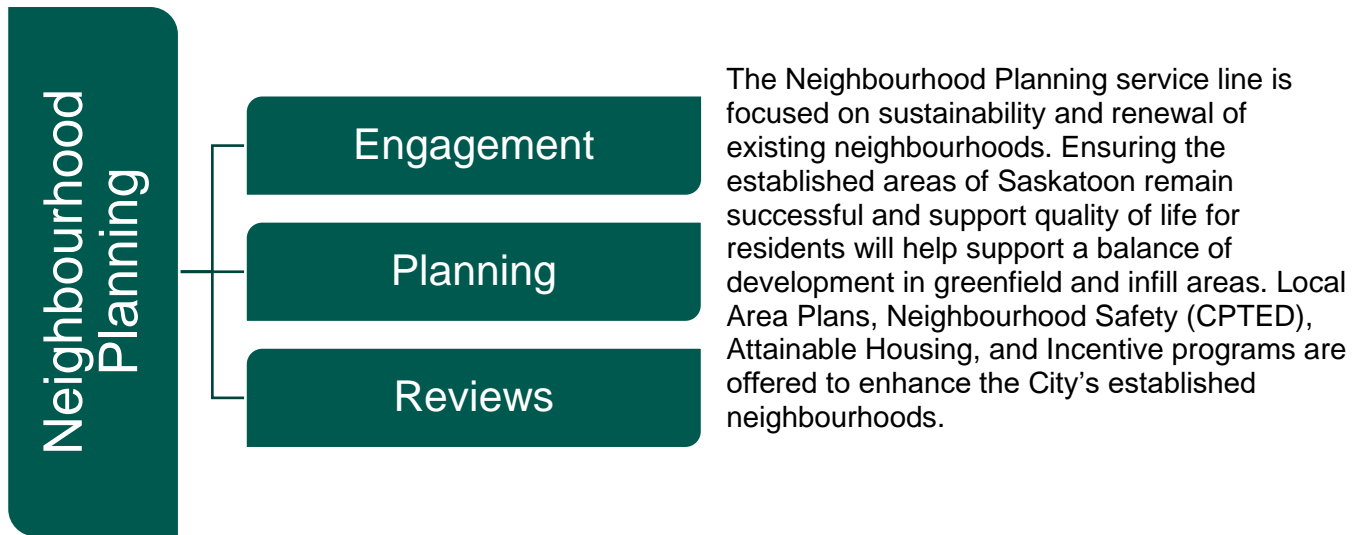 Neighbourhood
Planning
Engagement
Planning
Reviews
The Neighbourhood Planning service line is
focused on sustainability and renewal of
existing neighbourhoods. Ensuring the
established areas of Saskatoon remain
successful and support quality of life for
residents will help support a balance of
development in greenfield and infill areas. Local
Area Plans, Neighbourhood Safety (CPTED),
Attainable Housing, and Incentive programs are
offered to enhance the City’s established
neighbourhoods.